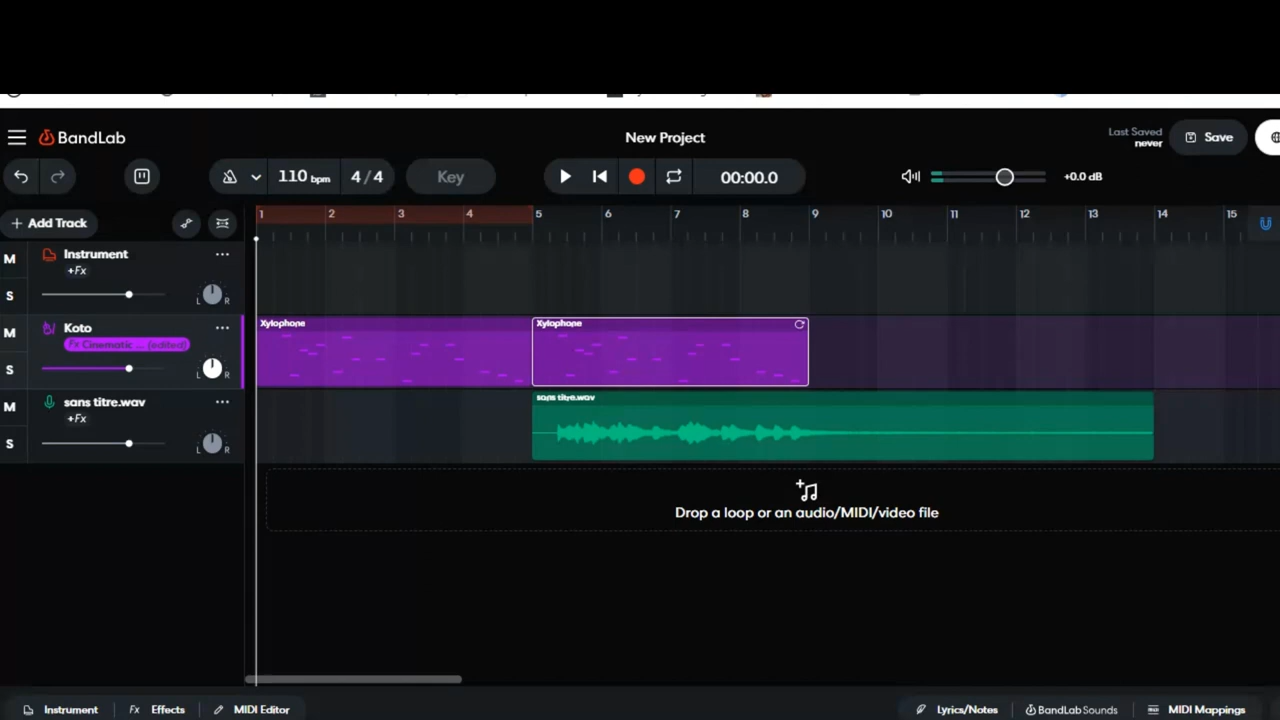 BandLab
New Project
Last Saved
never
Save
110 bpm
4/4
Key
00:00.0
+0.0 dB
+ Add Track
1 2 3 4 5 6 7 8 9 10 11 12 13 14 15
M
Instrument
+Fx
S
L R
M
Koto
Fx Cinematic ... (edited)
S
L R
Xylophone
Xylophone
M
sans titre.wav
+Fx
S
L R
sans titre.wav
Drop a loop or an audio/MIDI/video file
Instrument
Fx Effects
MIDI Editor
Lyrics/Notes
BandLab Sounds
MIDI Mappings